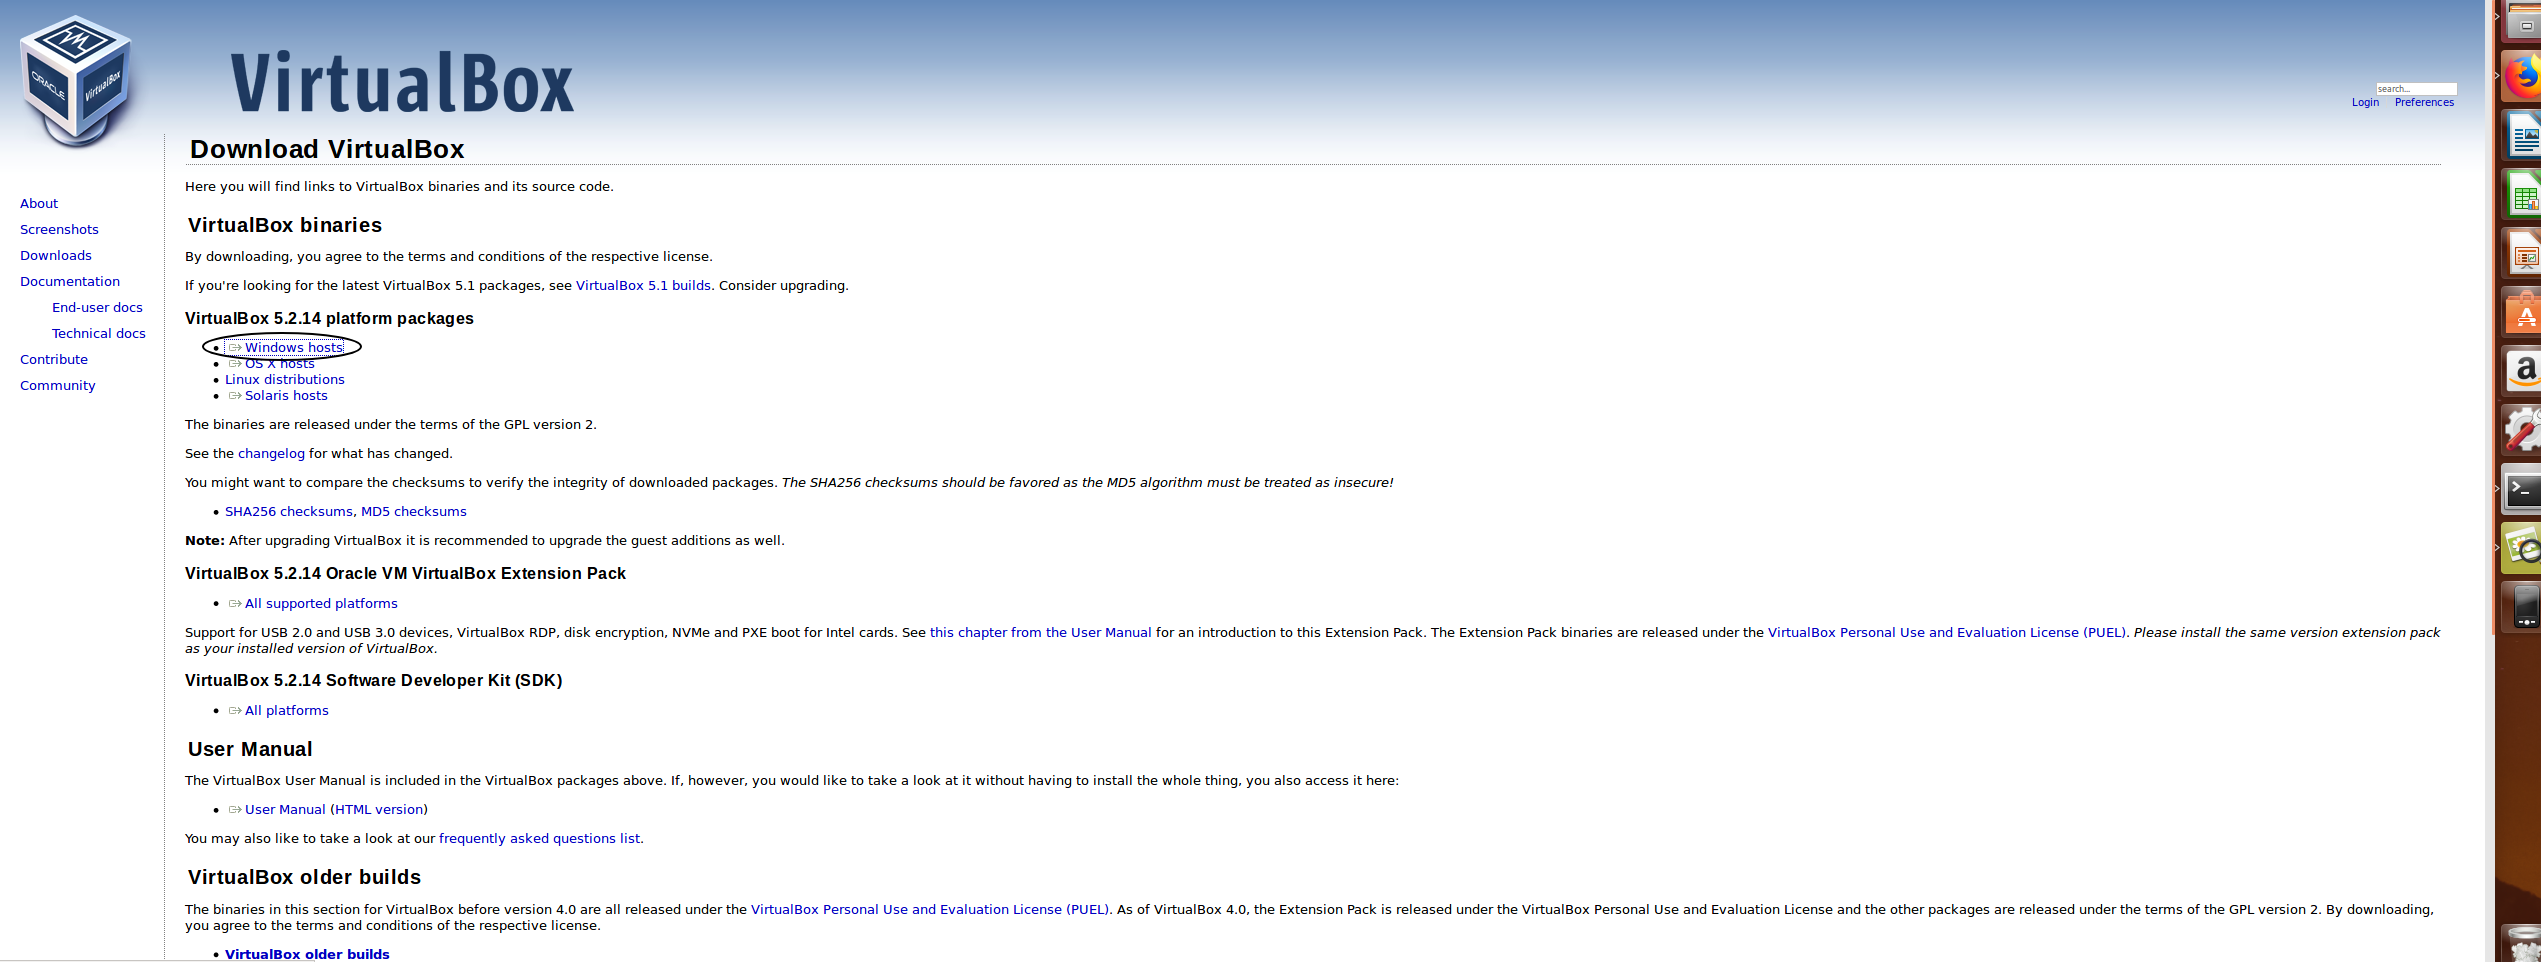 ORACLE
VirtualBox
VirtualBox
search...
Login Preferences
About
Screenshots
Downloads
Documentation
End-user docs
Technical docs
Contribute
Community
Download VirtualBox
Here you will find links to VirtualBox binaries and its source code.
VirtualBox binaries
By downloading, you agree to the terms and conditions of the respective license.
If you're looking for the latest VirtualBox 5.1 packages, see VirtualBox 5.1 builds. Consider upgrading.
VirtualBox 5.2.14 platform packages
Windows hosts
OS X hosts
Linux distributions
Solaris hosts
The binaries are released under the terms of the GPL version 2.
See the changelog for what has changed.
You might want to compare the checksums to verify the integrity of downloaded packages. The SHA256 checksums should be favored as the MD5 algorithm must be treated as insecure!
SHA256 checksums, MD5 checksums
Note: After upgrading VirtualBox it is recommended to upgrade the guest additions as well.
VirtualBox 5.2.14 Oracle VM VirtualBox Extension Pack
All supported platforms
Support for USB 2.0 and USB 3.0 devices, VirtualBox RDP, disk encryption, NVMe and PXE boot for Intel cards. See this chapter from the User Manual for an introduction to this Extension Pack. The Extension Pack binaries are released under the VirtualBox Personal Use and Evaluation License (PUEL). Please install the same version extension pack
as your installed version of VirtualBox.
VirtualBox 5.2.14 Software Developer Kit (SDK)
All platforms
User Manual
The VirtualBox User Manual is included in the VirtualBox packages above. If, however, you would like to take a look at it without having to install the whole thing, you also access it here:
User Manual (HTML version)
You may also like to take a look at our frequently asked questions list.
VirtualBox older builds
The binaries in this section for VirtualBox before version 4.0 are all released under the VirtualBox Personal Use and Evaluation License (PUEL). As of VirtualBox 4.0, the Extension Pack is released under the VirtualBox Personal Use and Evaluation License and the other packages are released under the terms of the GPL version 2. By downloading,
you agree to the terms and conditions of the respective license.
VirtualBox older builds